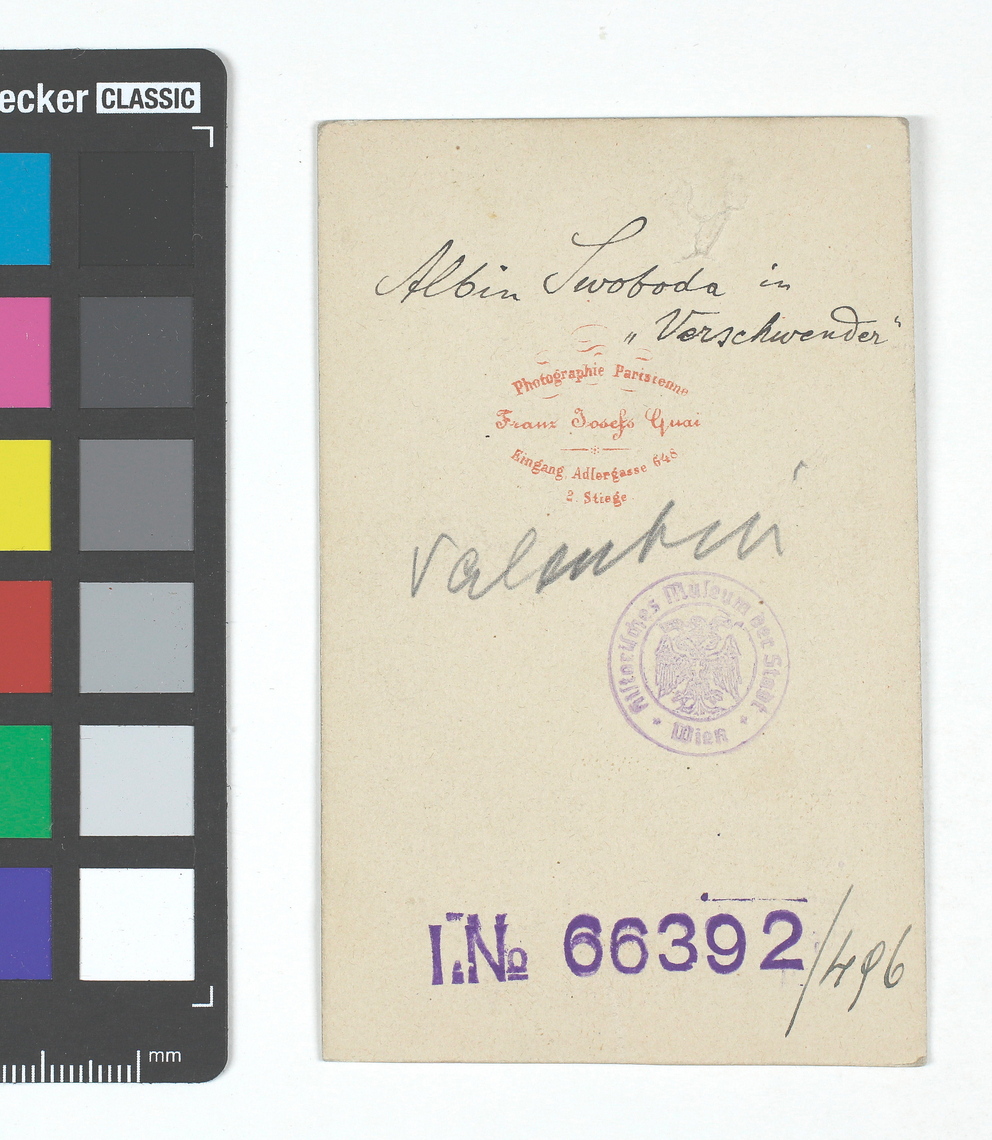 ecker CLASSIC
Albin Swoboda in
„Verschwender“
Photographie Parisienne
Franz Josefs Quai
Eingang, Adlergasse 648
2. Stiege
Valentin
Historisches Museum der Stadt
* Wien *
I.No 66392/496
mm